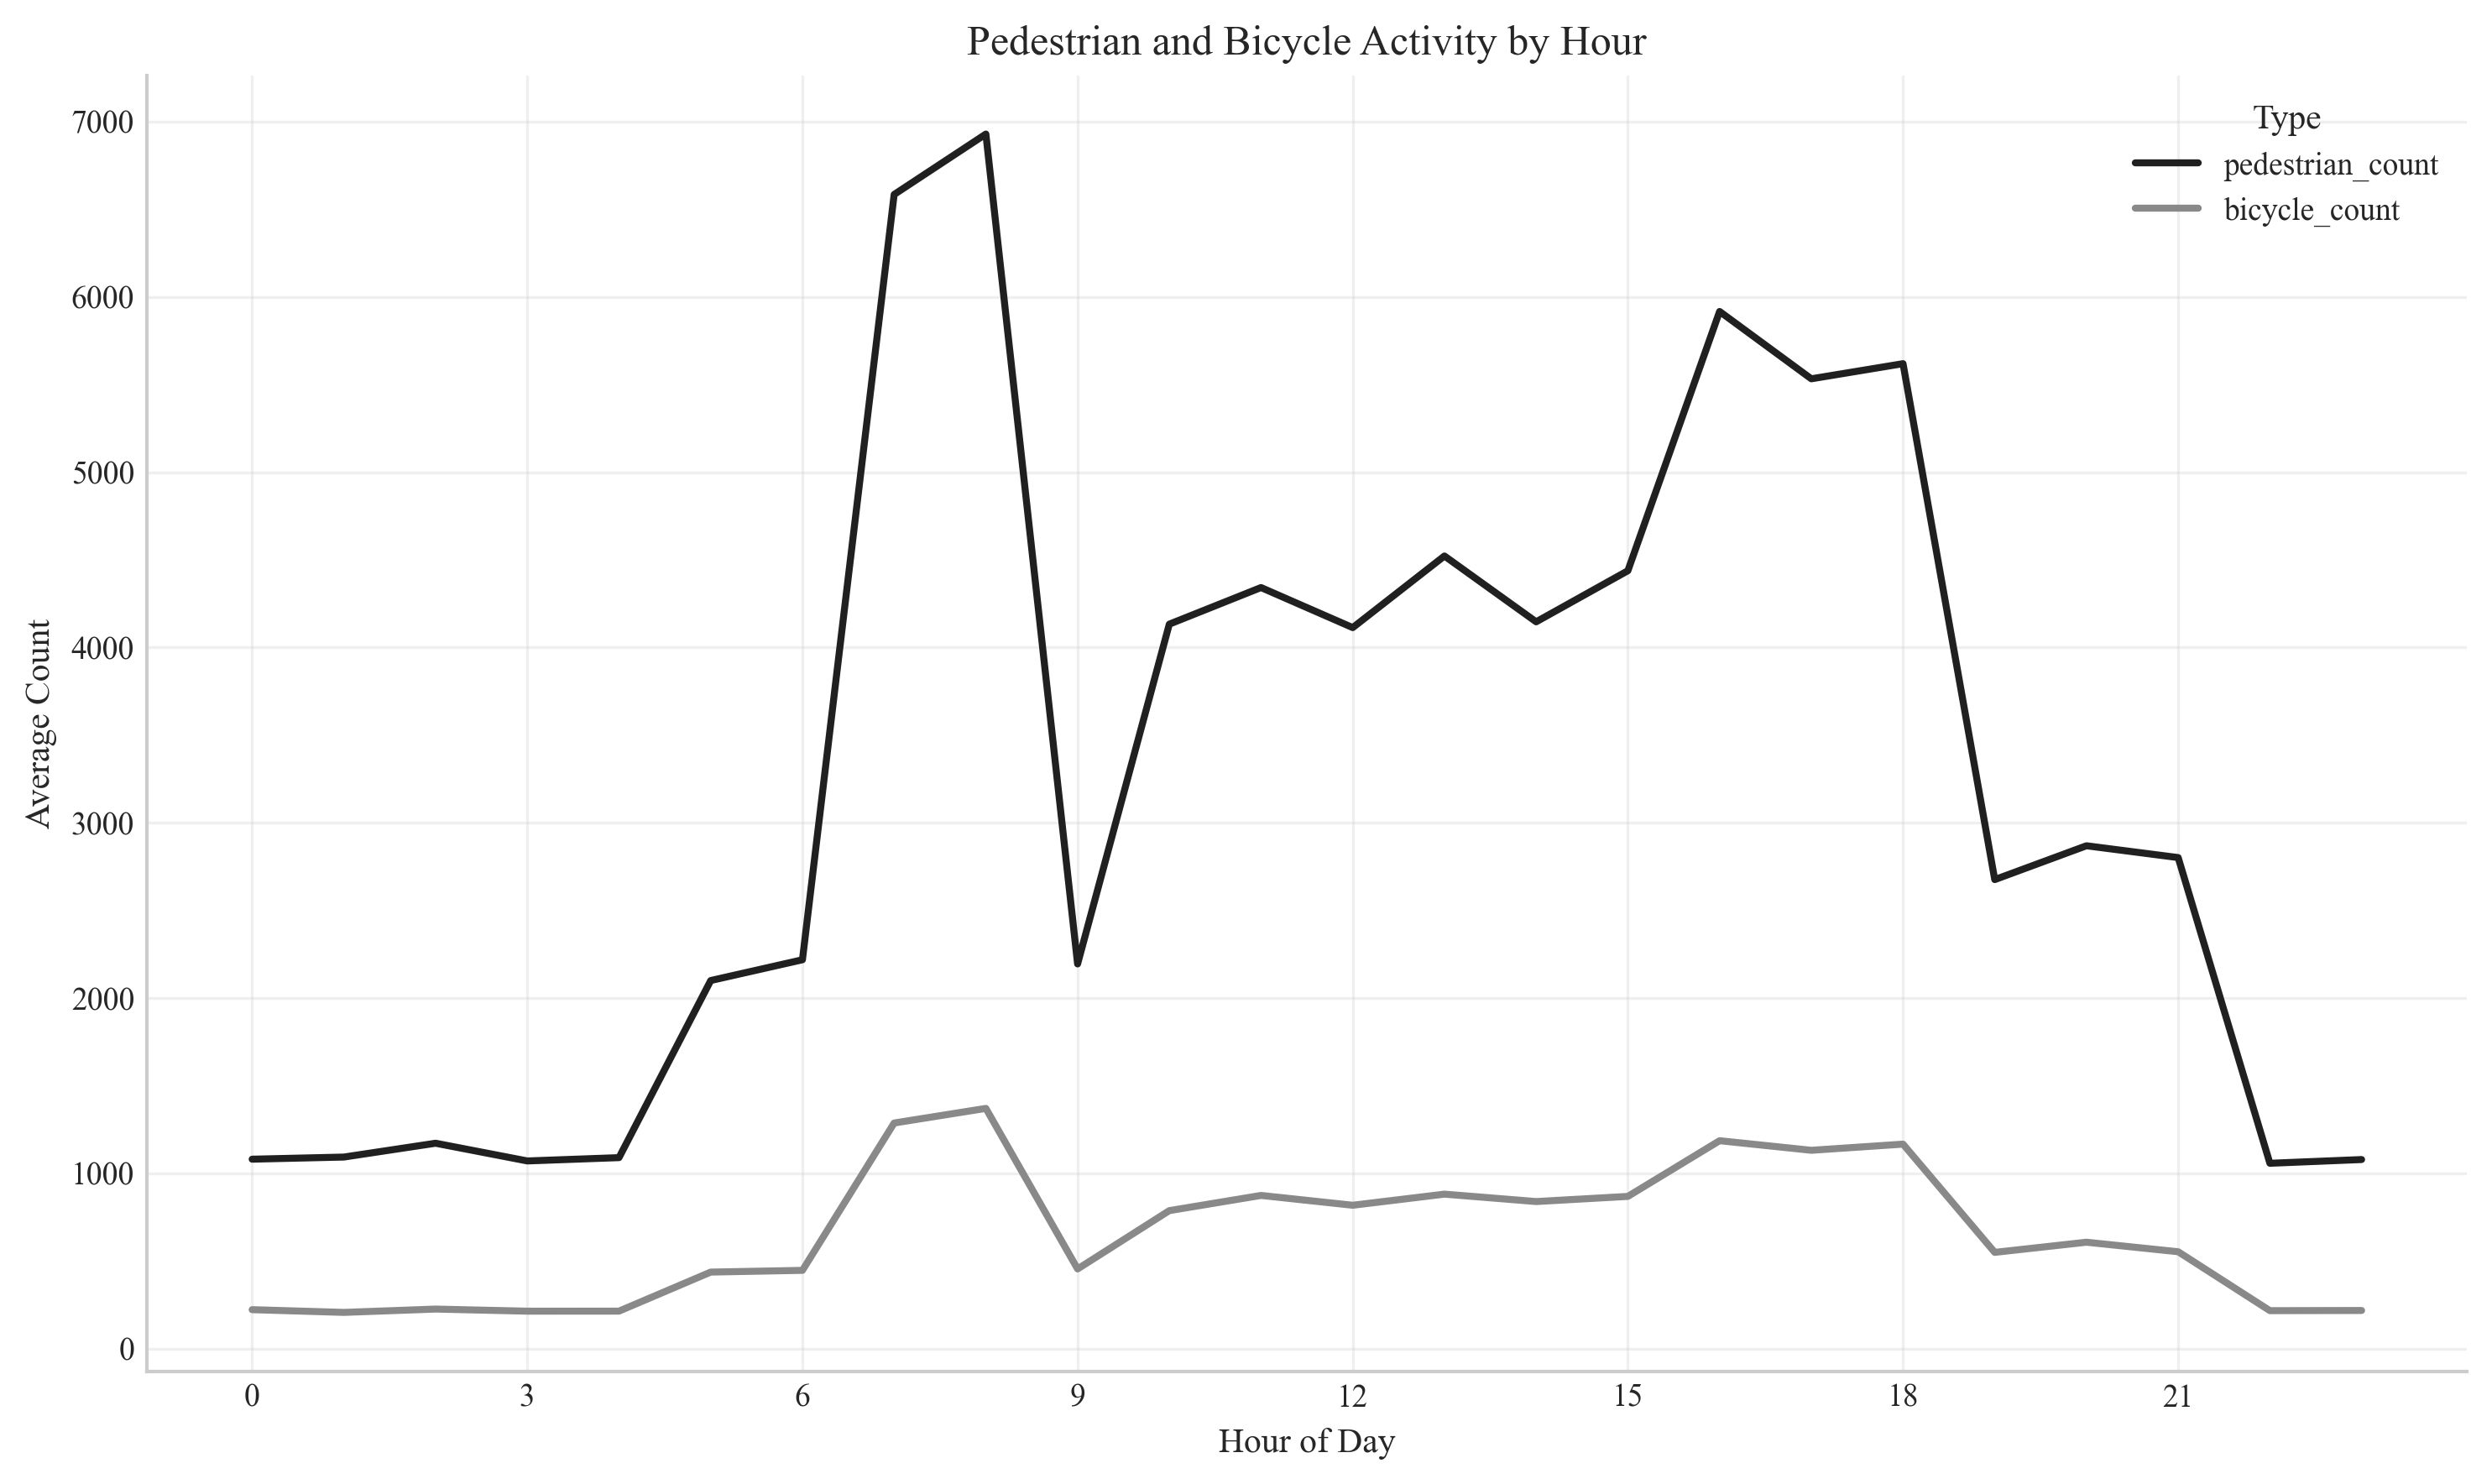 Pedestrian and Bicycle Activity by Hour
Type
pedestrian_count
bicycle_count
Average Count
7000
6000
5000
4000
3000
2000
1000
0
0 3 6 9 12 15 18 21
Hour of Day